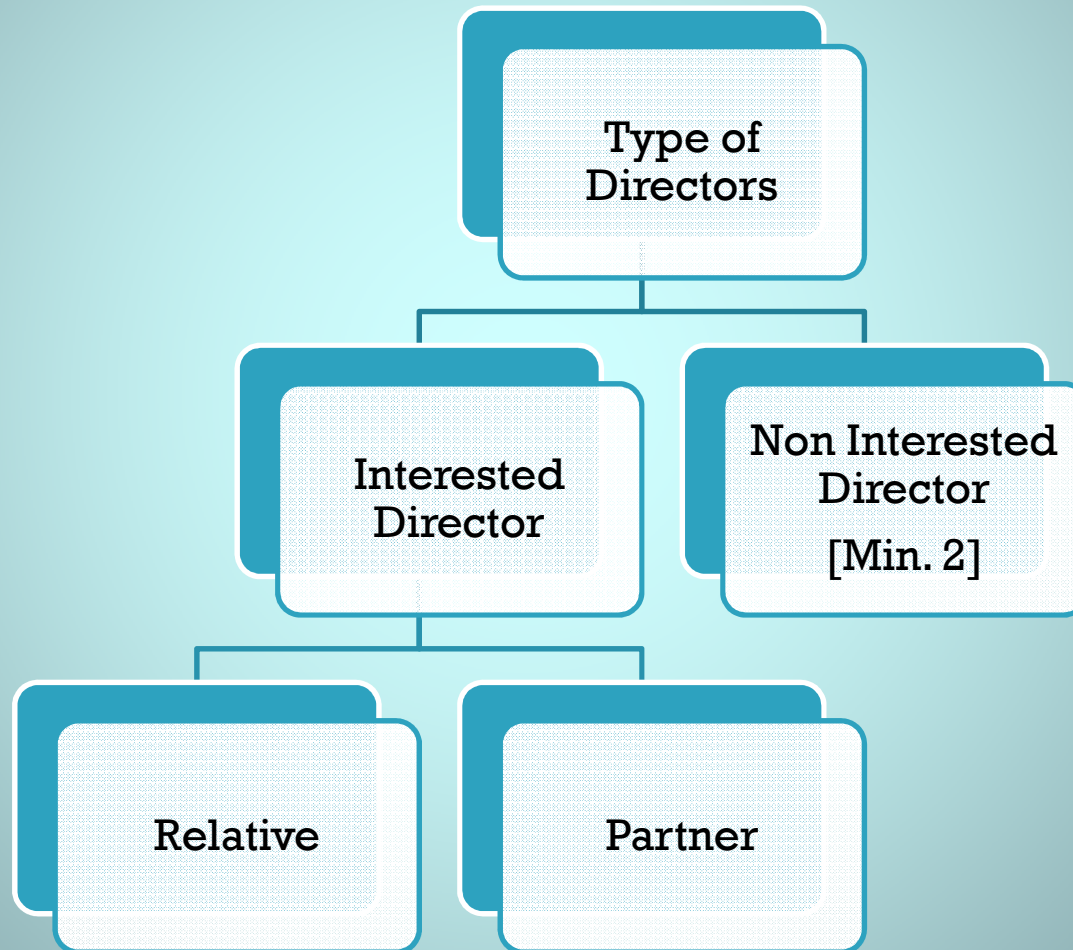 Type of
Directors
Interested
Director
Non Interested
Director
[Min. 2]
Relative
Partner